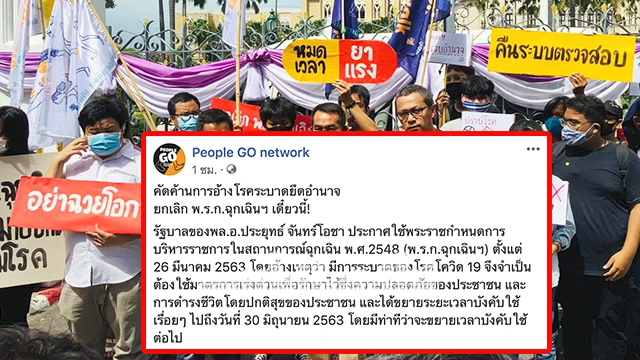 หมด
เวลา
ยา
แรง
คืนระบบตรวจสอบ
อย่าฉวยโอก
PEOPLE
GO
People GO network
1 ชม.
คัดค้านการอ้างโรคระบาดยึดอำนาจ
ยกเลิก พ.ร.ก.ฉุกเฉินฯ เดี๋ยวนี้!
รัฐบาลของพล.อ.ประยุทธ์ จันทร์โอชา ประกาศใช้พระราชกำหนดการ
บริหารราชการในสถานการณ์ฉุกเฉิน พ.ศ.2548 (พ.ร.ก.ฉุกเฉินฯ) ตั้งแต่
26 มีนาคม 2563 โดยอ้างเหตุว่า มีการระบาดของโรคโควิด 19 จึงจำเป็น
ต้องใช้มาตรการเร่งด่วนเพื่อรักษาไว้ซึ่งความปลอดภัยของประชาชน และ
การดำรงชีวิตโดยปกติสุขของประชาชน และได้ขยายระยะเวลาบังคับใช้
เรื่อยๆ ไปถึงวันที่ 30 มิถุนายน 2563 โดยมีท่าทีว่าจะขยายเวลาบังคับใช้
ต่อไป